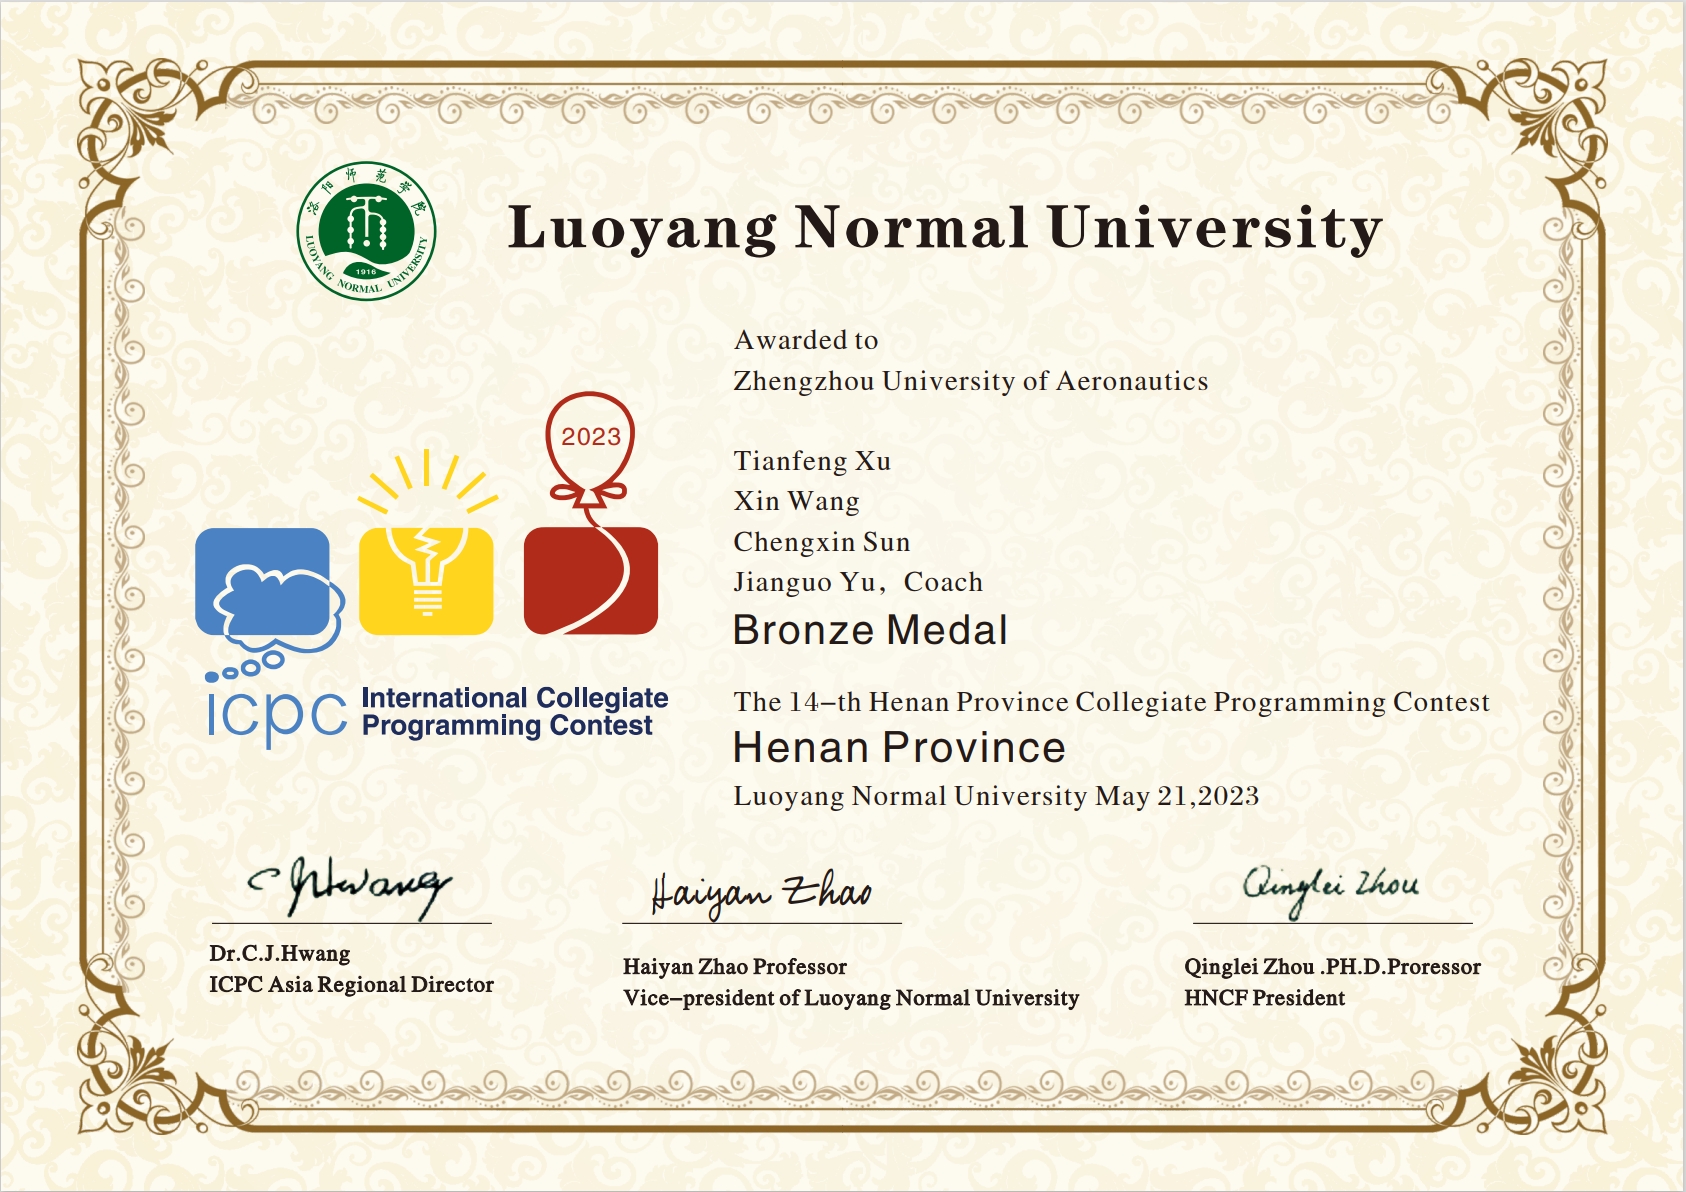 洛阳师范学院
LUOYANG NORMAL UNIVERSITY
1916
Luoyang Normal University
Awarded to
Zhengzhou University of Aeronautics
2023
Tianfeng Xu
Xin Wang
Chengxin Sun
Jianguo Yu, Coach
Bronze Medal
icpc International Collegiate
Programming Contest
The 14-th Henan Province Collegiate Programming Contest
Henan Province
Luoyang Normal University May 21,2023
C J Hwang
Haiyan Zhao
Qinglei Zhou
Dr.C.J.Hwang
ICPC Asia Regional Director
Haiyan Zhao Professor
Vice-president of Luoyang Normal University
Qinglei Zhou .PH.D.Proressor
HNCF President